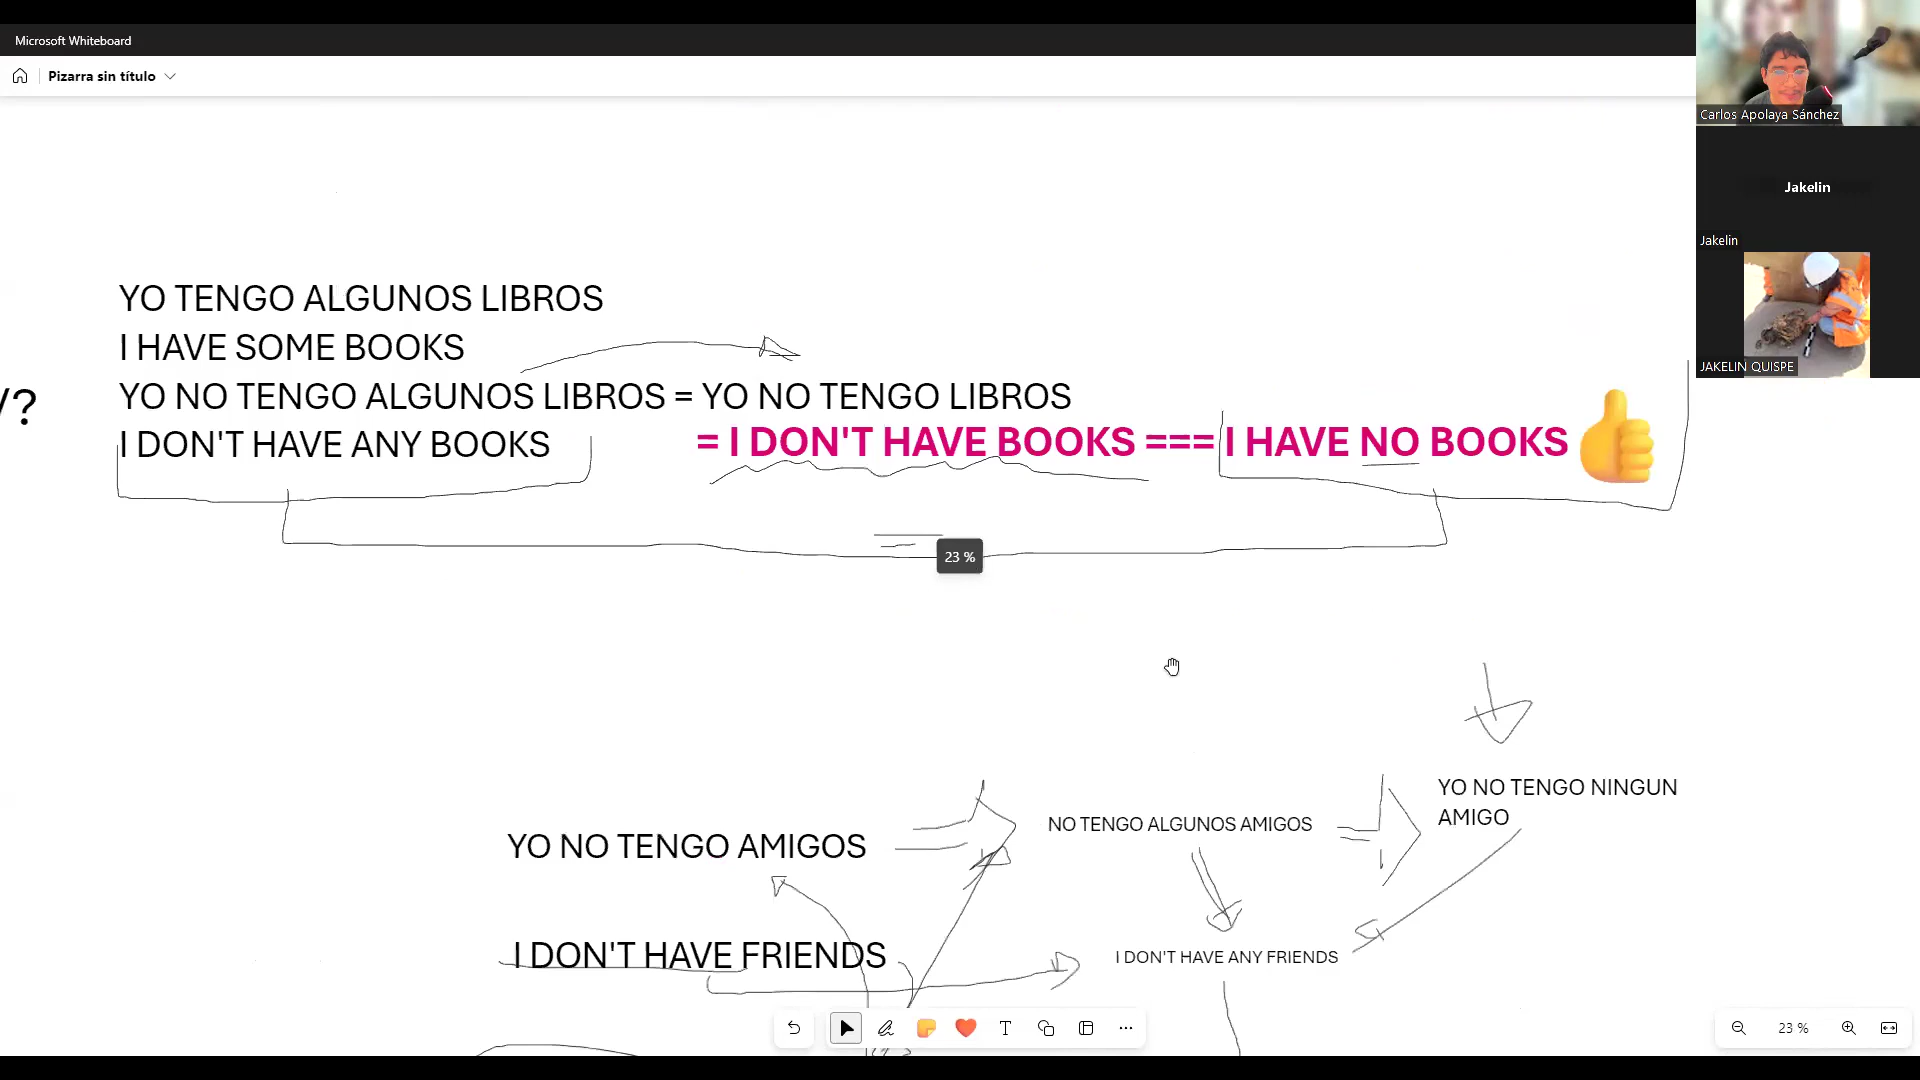 Microsoft Whiteboard
Pizarra sin título
Carlos Apolaya Sánchez
Jakelin
Jakelin
JAKELIN QUISPE
YO TENGO ALGUNOS LIBROS
I HAVE SOME BOOKS
YO NO TENGO ALGUNOS LIBROS = YO NO TENGO LIBROS
/?
I DON'T HAVE ANY BOOKS
= I DON'T HAVE BOOKS === I HAVE NO BOOKS
23 %
YO NO TENGO NINGUN
AMIGO
NO TENGO ALGUNOS AMIGOS
YO NO TENGO AMIGOS
I DON'T HAVE FRIENDS
I DON'T HAVE ANY FRIENDS
23 %